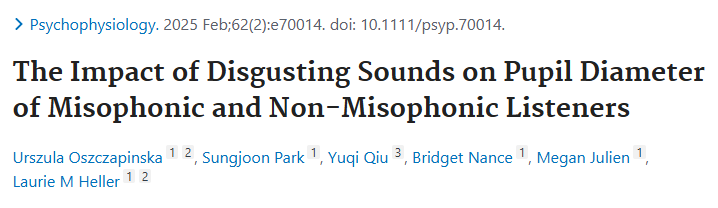 > Psychophysiology. 2025 Feb;62(2):e70014. doi: 10.1111/psyp.70014.
The Impact of Disgusting Sounds on Pupil Diameter
of Misophonic and Non-Misophonic Listeners
Urszula Oszczapinska 1 2, Sungjoon Park 1, Yuqi Qiu 3, Bridget Nance 1, Megan Julien 1,
Laurie M Heller 1 2